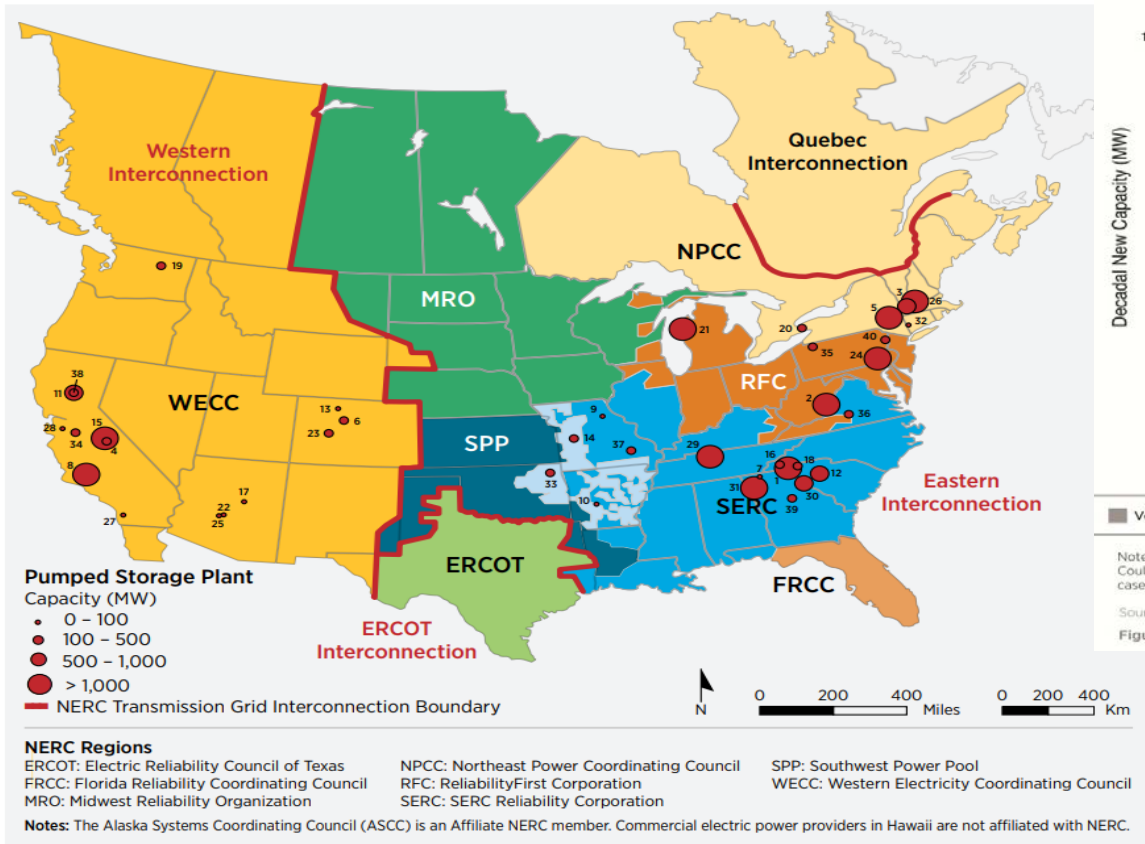 Western
Interconnection
Quebec
Interconnection
NPCC
MRO
WECC
SPP
RFC
SERC
ERCOT
FRCC
Eastern
Interconnection
ERCOT
Interconnection
19
38
11
28
15
34
4
8
27
13
6
23
17
22
25
9
14
37
33
10
21
20
35
5
3
26
32
40
24
2
36
29
16
18
7
1
12
31
30
39
Pumped Storage Plant
Capacity (MW)
0 – 100
100 – 500
500 – 1,000
> 1,000
NERC Transmission Grid Interconnection Boundary
N
0 200 400 Miles
0 200 400 Km
NERC Regions
ERCOT: Electric Reliability Council of Texas
FRCC: Florida Reliability Coordinating Council
MRO: Midwest Reliability Organization
NPCC: Northeast Power Coordinating Council
RFC: ReliabilityFirst Corporation
SERC: SERC Reliability Corporation
SPP: Southwest Power Pool
WECC: Western Electricity Coordinating Council
Notes: The Alaska Systems Coordinating Council (ASCC) is an Affiliate NERC member. Commercial electric power providers in Hawaii are not affiliated with NERC.
Decadal New Capacity (MW)
Note
Coul
case
Sour
Figu